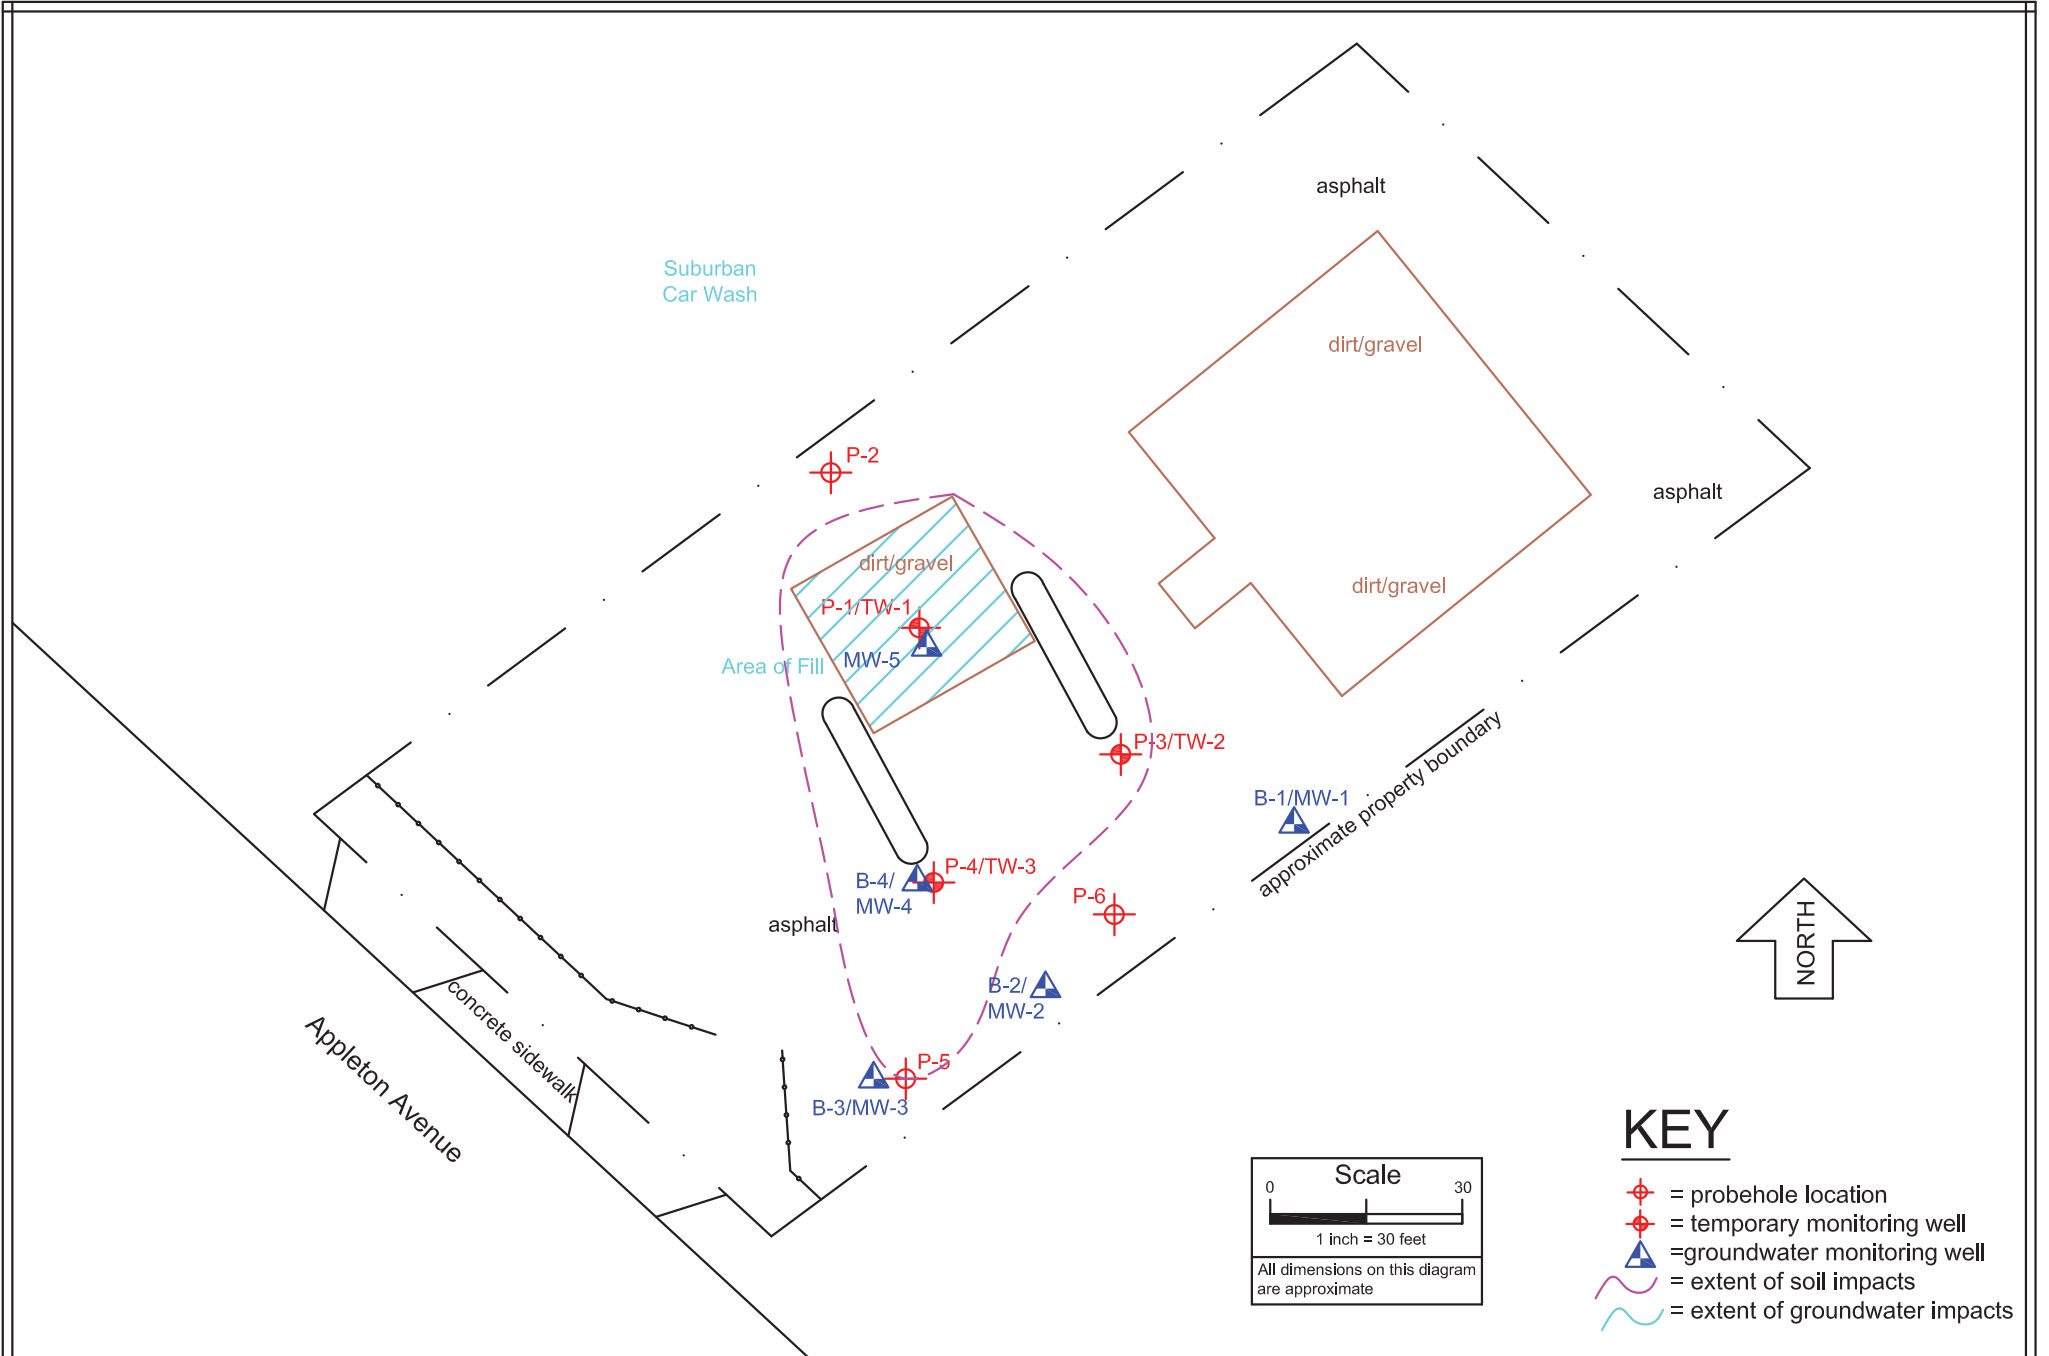 asphalt
Suburban
Car Wash
dirt/gravel
P-2
asphalt
dirt/gravel
dirt/gravel
P-1/TW-1
MW-5
Area of Fill
P-3/TW-2
approximate property boundary
B-1/MW-1
P-4/TW-3
B-4/
MW-4
P-6
asphalt
NORTH
B-2/
MW-2
concrete sidewalk
Appleton Avenue
P-5
B-3/MW-3
KEY
= probehole location
= temporary monitoring well
=groundwater monitoring well
= extent of soil impacts
= extent of groundwater impacts
Scale
0 30
1 inch = 30 feet
All dimensions on this diagram
are approximate